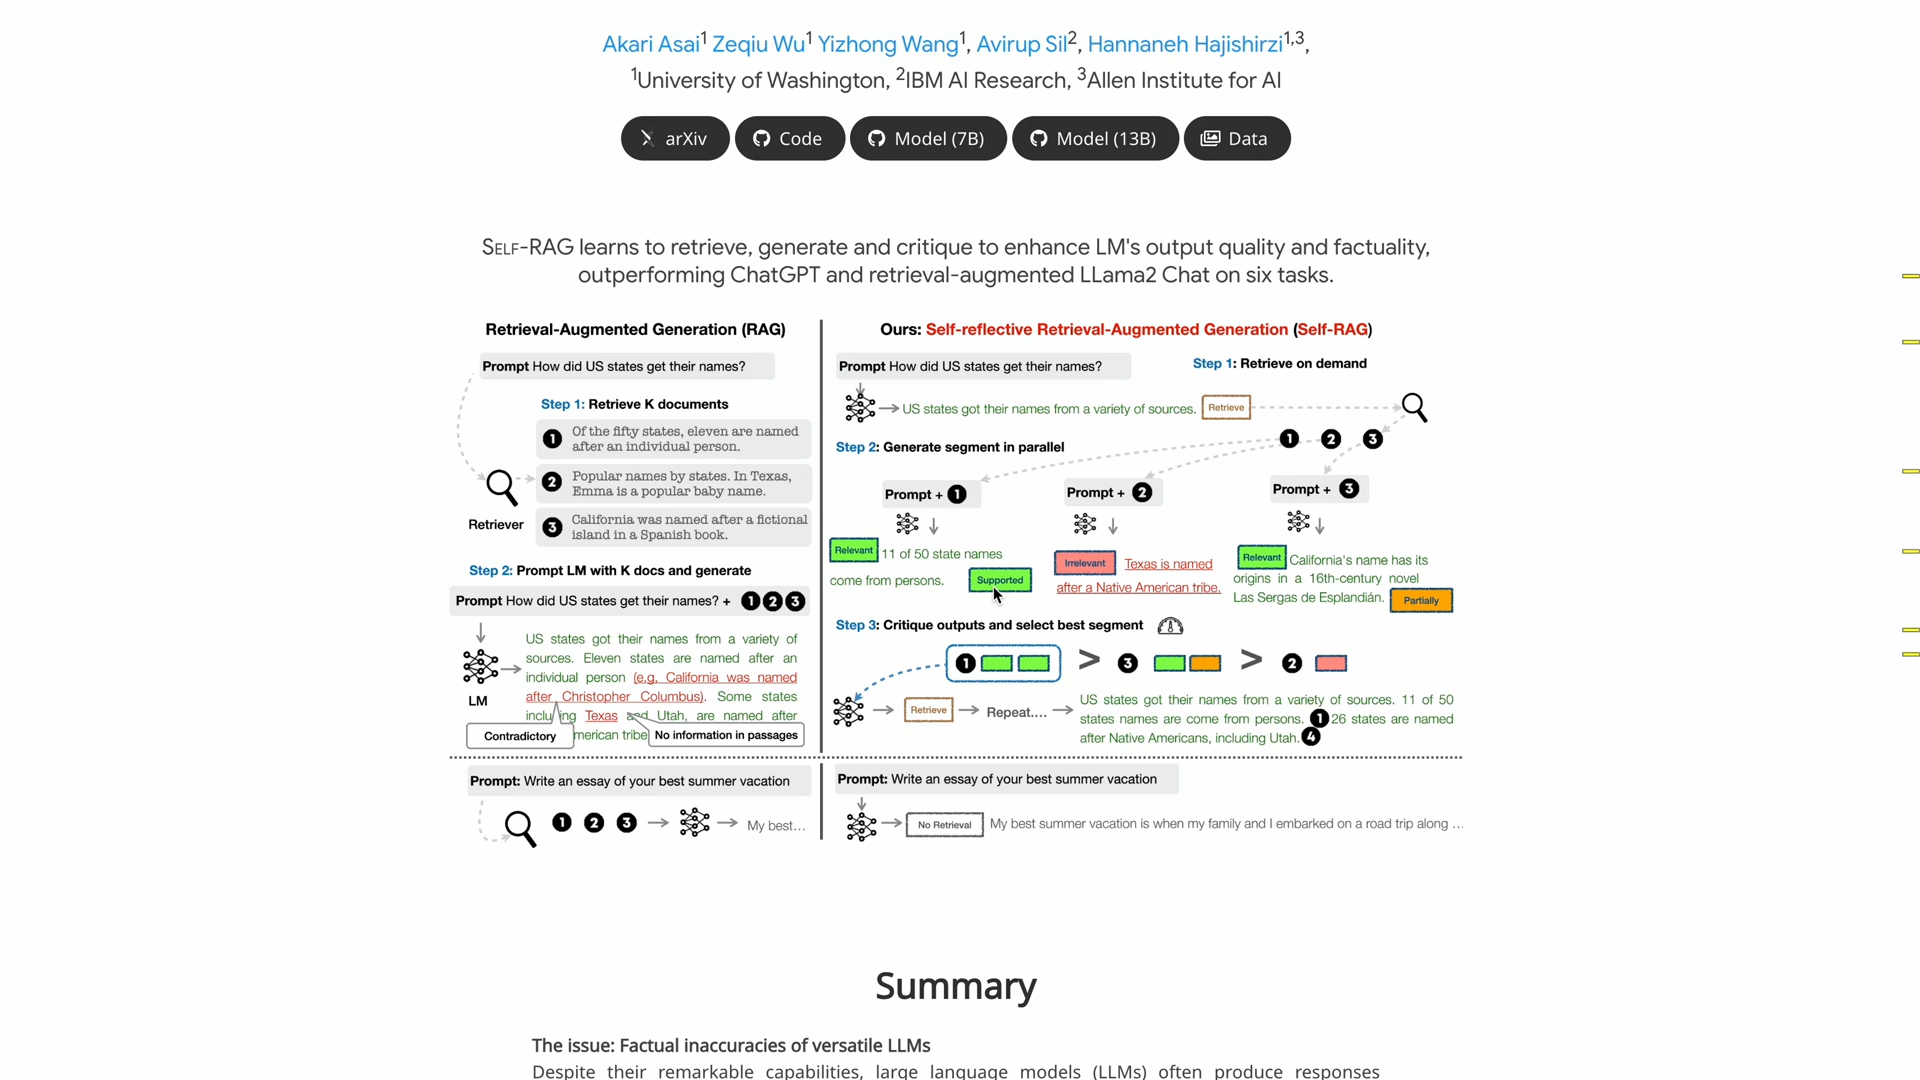 Akari Asai1 Zeqiu Wu1 Yizhong Wang1, Avirup Sil2, Hannaneh Hajishirzi1,3,
1University of Washington, 2IBM AI Research, 3Allen Institute for AI
arXiv
Code
Model (7B)
Model (13B)
Data
SELF-RAG learns to retrieve, generate and critique to enhance LM's output quality and factuality,
outperforming ChatGPT and retrieval-augmented LLama2 Chat on six tasks.
Retrieval-Augmented Generation (RAG)
Prompt How did US states get their names?
Step 1: Retrieve K documents
1 Of the fifty states, eleven are named
after an individual person.
2 Popular names by states. In Texas,
Emma is a popular baby name.
3 California was named after a fictional
island in a Spanish book.
Retriever
Step 2: Prompt LM with K docs and generate
Prompt How did US states get their names? + 1 2 3
LM
US states got their names from a variety of
sources. Eleven states are named after an
individual person (e.g, California was named
after Christopher Columbus). Some states
including Texas and Utah, are named after
merican tribe
Contradictory
No information in passages
Prompt: Write an essay of your best summer vacation
1 2 3
My best...
Ours: Self-reflective Retrieval-Augmented Generation (Self-RAG)
Prompt How did US states get their names?
Step 1: Retrieve on demand
US states got their names from a variety of sources. Retrieve
1 2 3
Step 2: Generate segment in parallel
Prompt + 1
Prompt + 2
Prompt + 3
Relevant 11 of 50 state names
come from persons. Supported
Irrelevant Texas is named
after a Native American tribe.
Relevant California's name has its
origins in a 16th-century novel
Las Sergas de Esplandián. Partially
Step 3: Critique outputs and select best segment
1 > 3 > 2
Retrieve
Repeat....
US states got their names from a variety of sources. 11 of 50
states names are come from persons. 1 26 states are named
after Native Americans, including Utah. 4
Prompt: Write an essay of your best summer vacation
No Retrieval
My best summer vacation is when my family and I embarked on a road trip along ...
Summary
The issue: Factual inaccuracies of versatile LLMs
Despite their remarkable capabilities, large language models (LLMs) often produce responses